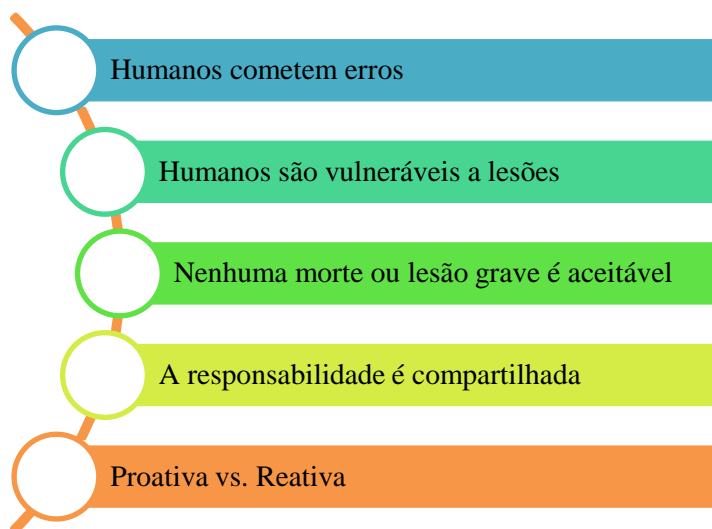 Humanos cometem erros
Humanos são vulneráveis a lesões
Nenhuma morte ou lesão grave é aceitável
A responsabilidade é compartilhada
Proativa vs. Reativa